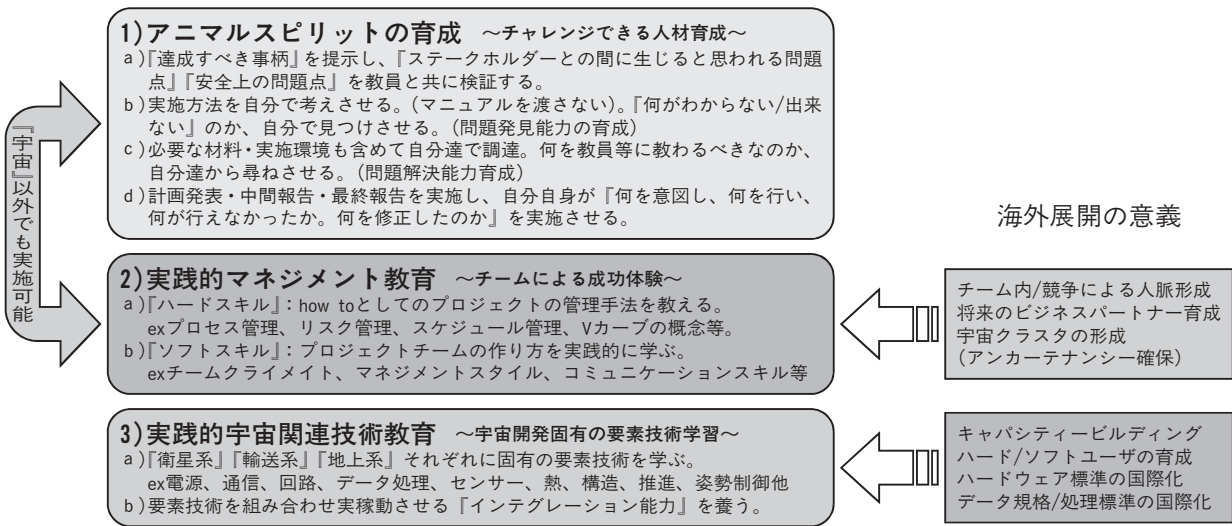 『宇宙』以外でも実施可能
1)アニマルスピリットの育成 ～チャレンジできる人材育成～
a)『達成すべき事柄』を提示し、『ステークホルダーとの間に生じると思われる問題
点』『安全上の問題点』を教員と共に検証する。
b)実施方法を自分で考えさせる。(マニュアルを渡さない)。『何がわからない/出来
ない』のか、自分で見つけさせる。(問題発見能力の育成)
c)必要な材料・実施環境も含めて自分達で調達。何を教員等に教わるべきなのか、
自分達から尋ねさせる。(問題解決能力育成)
d)計画発表・中間報告・最終報告を実施し、自分自身が『何を意図し、何を行い、
何が行えなかったか。何を修正したのか』を実施させる。
2)実践的マネジメント教育 ～チームによる成功体験～
a)『ハードスキル』：how toとしてのプロジェクトの管理手法を教える。
exプロセス管理、リスク管理、スケジュール管理、Vカーブの概念等。
b)『ソフトスキル』：プロジェクトチームの作り方を実践的に学ぶ。
exチームクライメイト、マネジメントスタイル、コミュニケーションスキル等
3)実践的宇宙関連技術教育 ～宇宙開発固有の要素技術学習～
a)『衛星系』『輸送系』『地上系』それぞれに固有の要素技術を学ぶ。
ex電源、通信、回路、データ処理、センサー、熱、構造、推進、姿勢制御他
b)要素技術を組み合わせ実稼動させる『インテグレーション能力』を養う。
海外展開の意義
チーム内/競争による人脈形成
将来のビジネスパートナー育成
宇宙クラスタの形成
(アンカーテナンシー確保)
キャパシティービルディング
ハード/ソフトユーザの育成
ハードウェア標準の国際化
データ規格/処理標準の国際化